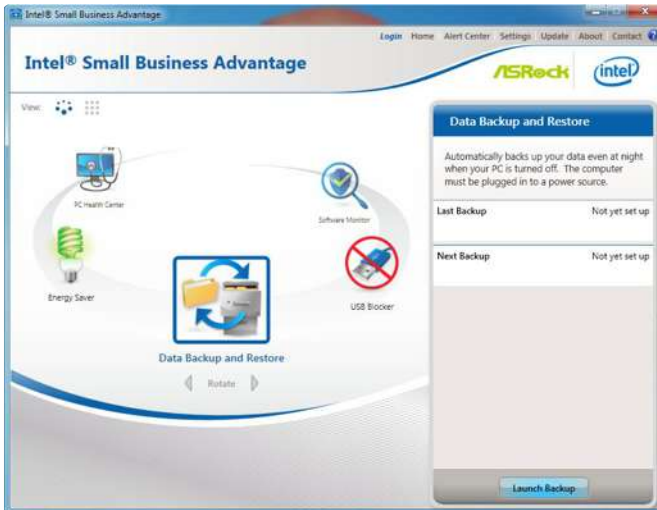 Intel® Small Business Advantage
Login Home Alert Center Settings Update About Contact ?
Intel® Small Business Advantage
ASRock
intel
View:
Data Backup and Restore
Automatically backs up your data even at night
when your PC is turned off. The computer
must be plugged in to a power source.
PC Health Center
Software Monitor
Last Backup Not yet set up
Next Backup Not yet set up
Energy Saver
USB Blocker
Data Backup and Restore
Rotate
Launch Backup